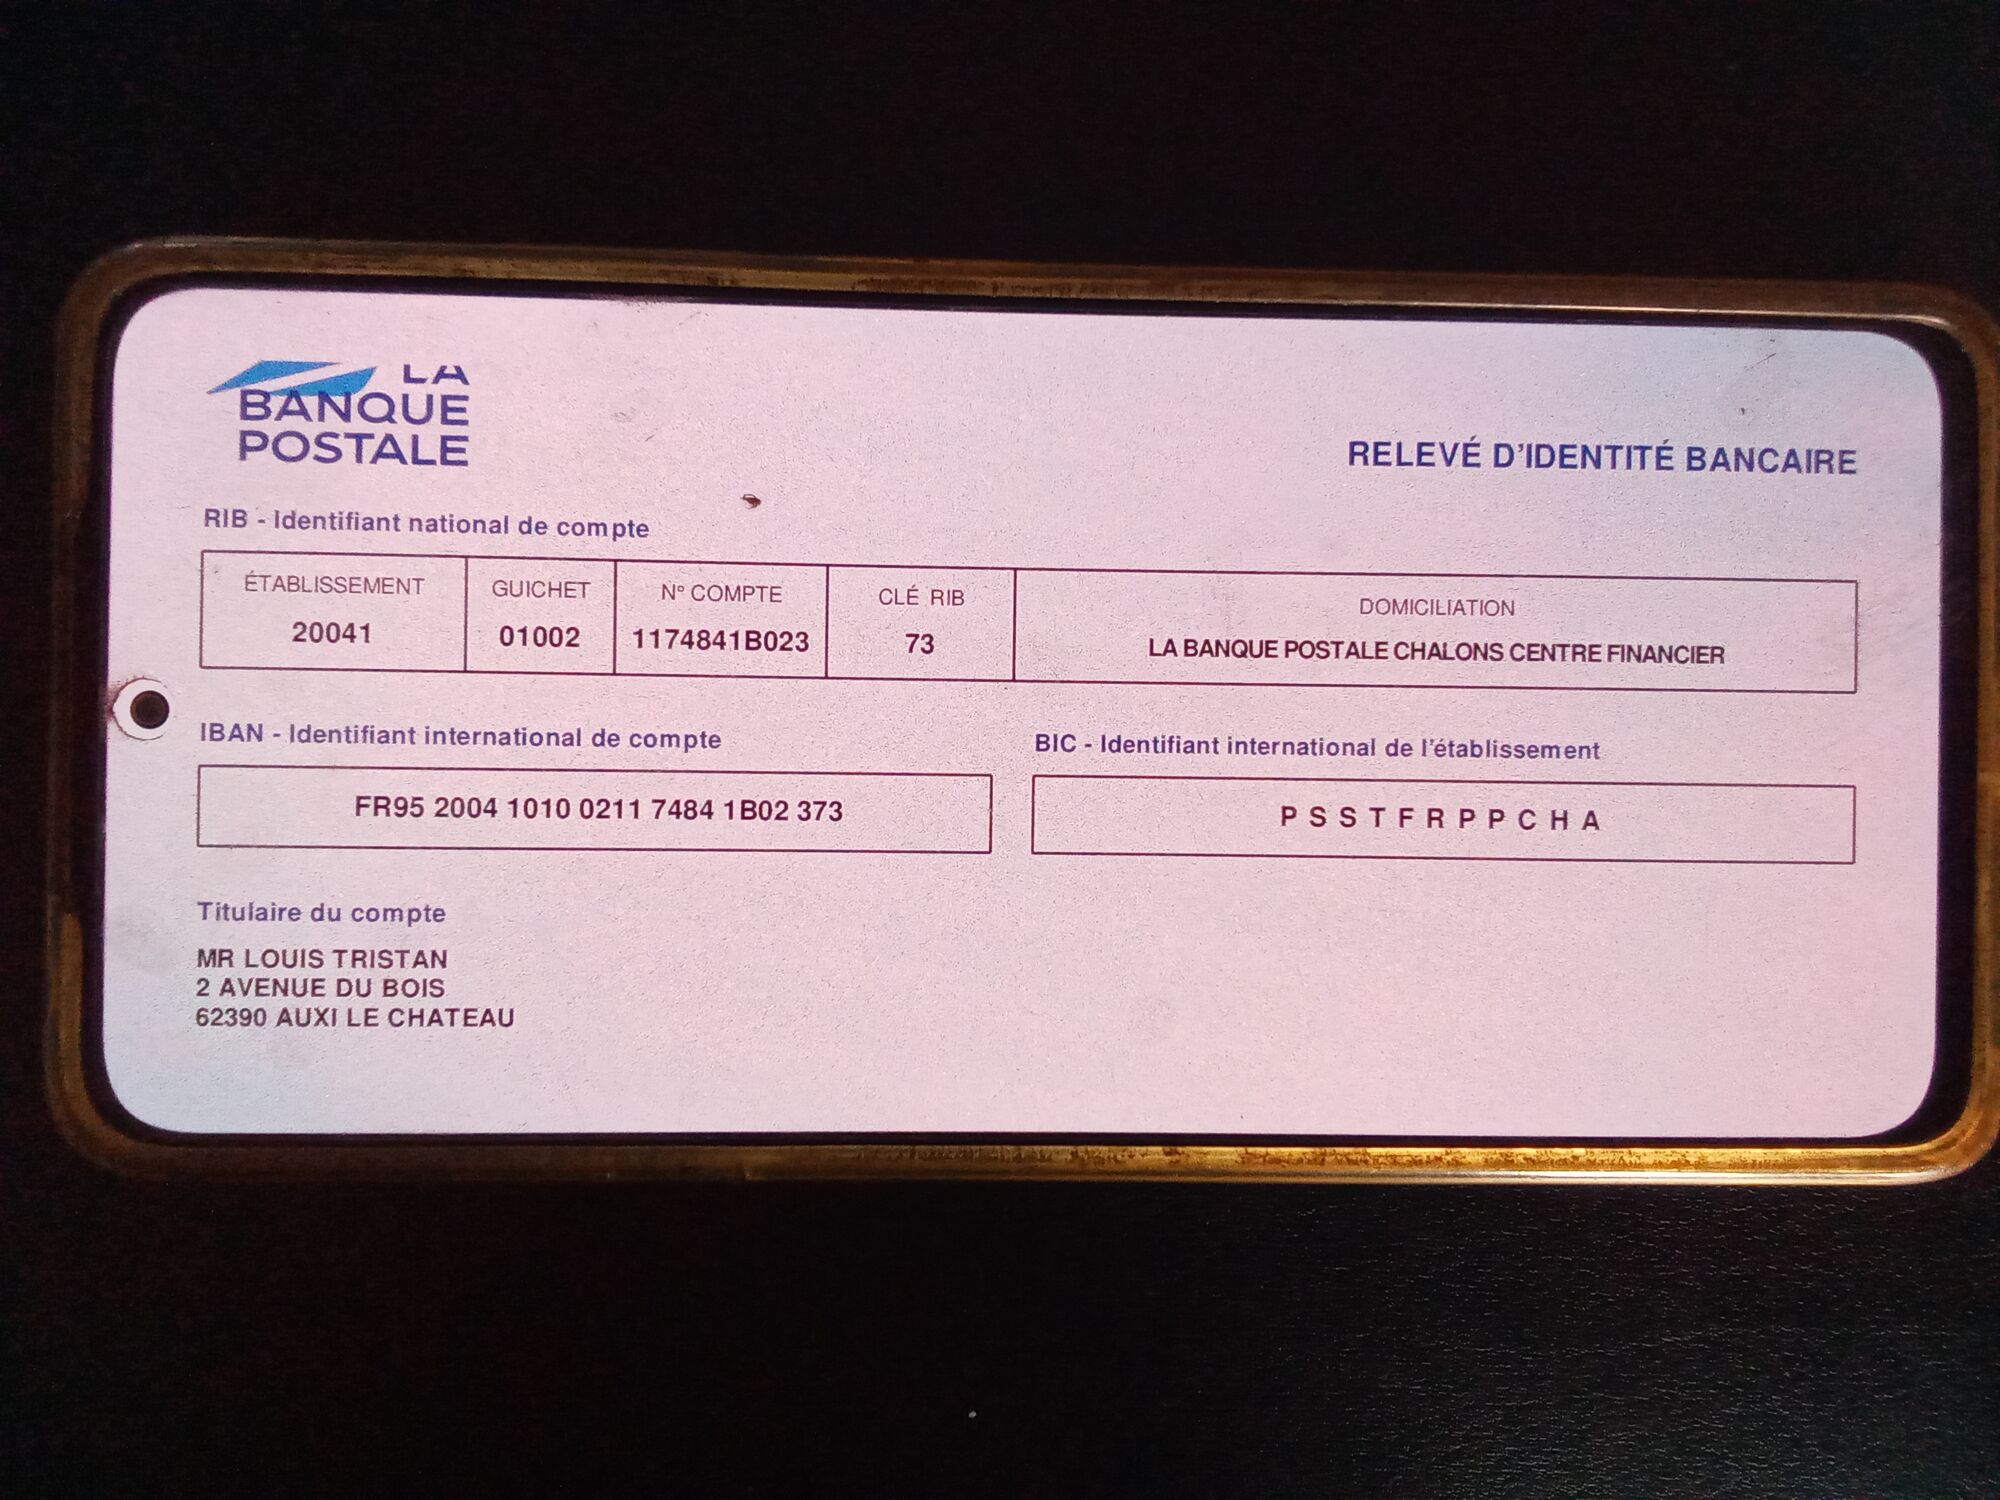 LA
BANQUE
POSTALE
RELEVÉ D'IDENTITÉ BANCAIRE
RIB - Identifiant national de compte
ÉTABLISSEMENT GUICHET N° COMPTE CLÉ RIB DOMICILIATION
20041 01002 1174841B023 73 LA BANQUE POSTALE CHALONS CENTRE FINANCIER
IBAN - Identifiant international de compte BIC - Identifiant international de l'établissement
FR95 2004 1010 0211 7484 1B02 373 P S S T F R P P C H A
Titulaire du compte
MR LOUIS TRISTAN
2 AVENUE DU BOIS
62390 AUXI LE CHATEAU